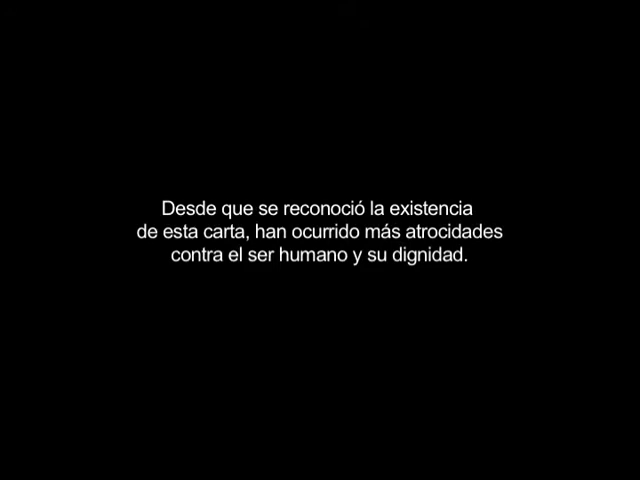 Desde que se reconoció la existencia
de esta carta, han ocurrido más atrocidades
contra el ser humano y su dignidad.